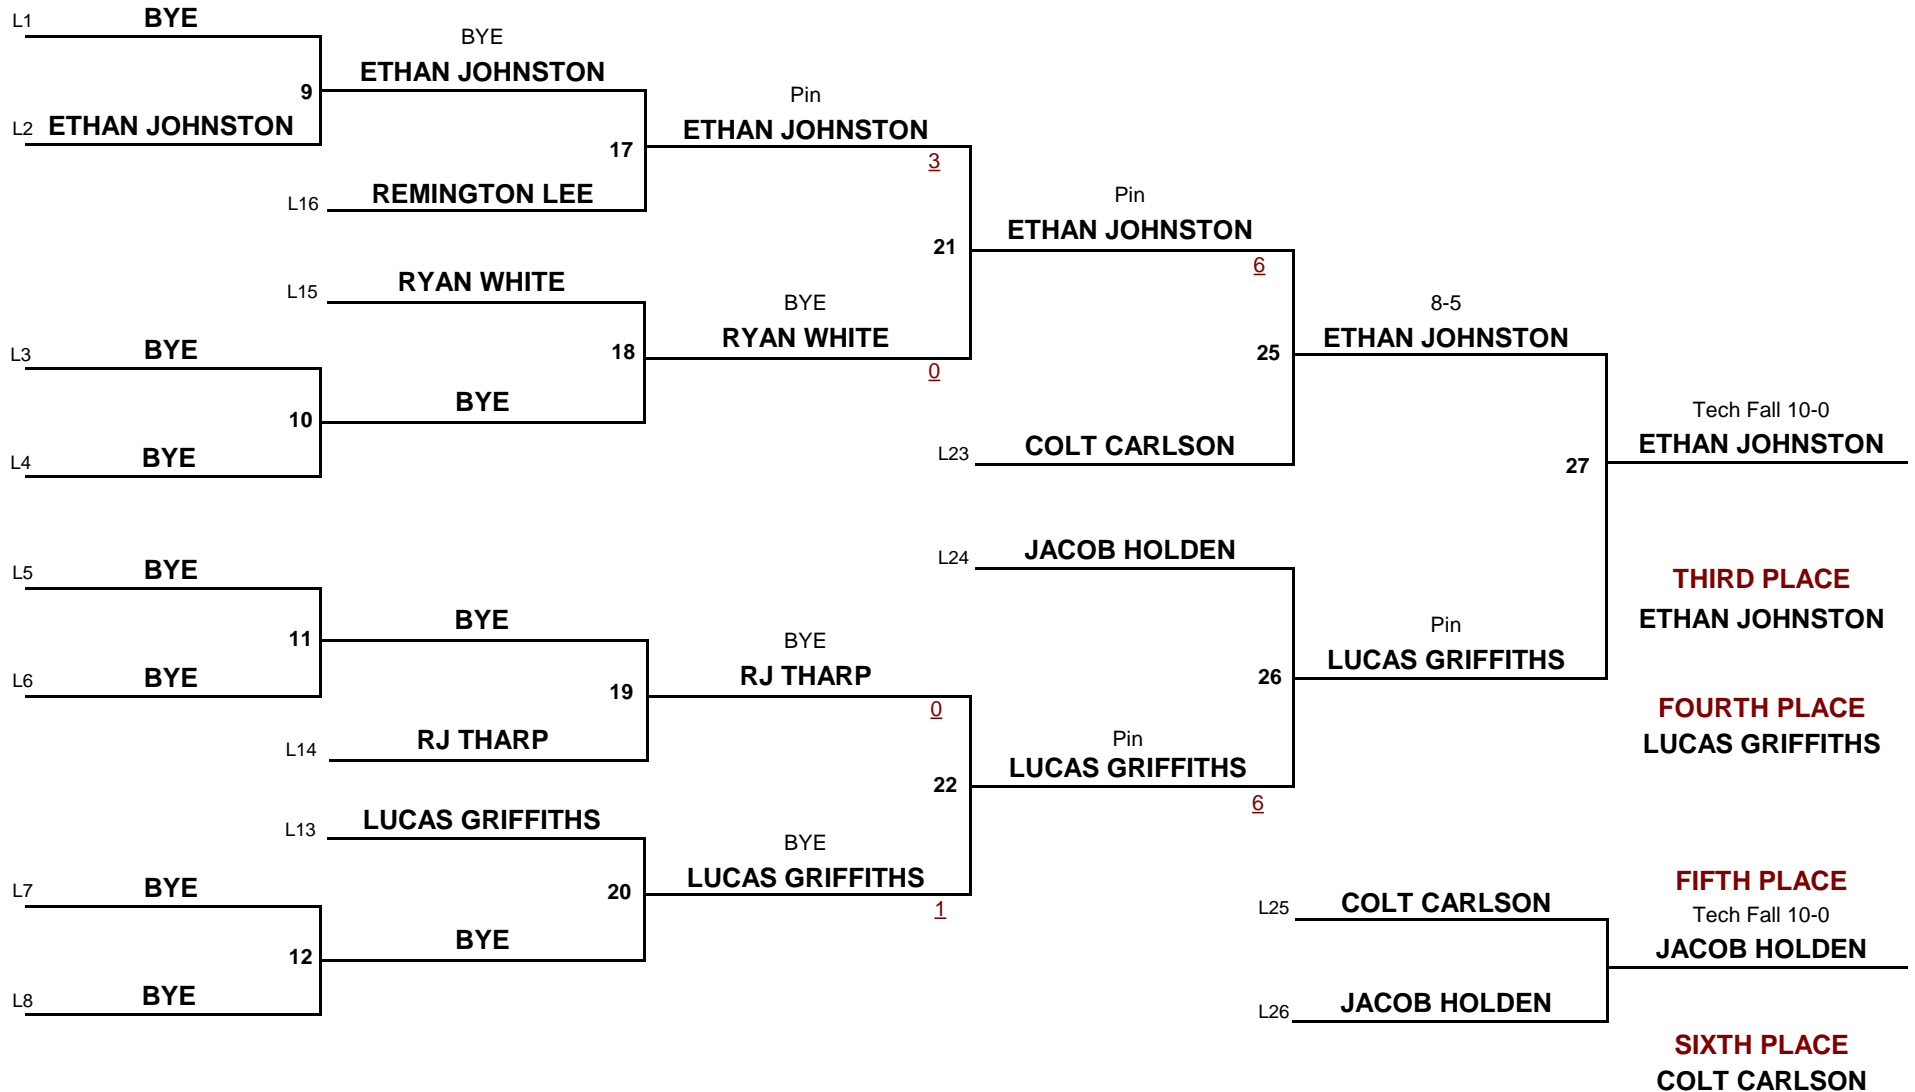 L1 BYE
BYE
ETHAN JOHNSTON
9
L2 ETHAN JOHNSTON
Pin
ETHAN JOHNSTON
3
17
L16 REMINGTON LEE
Pin
ETHAN JOHNSTON
6
21
L15 RYAN WHITE
BYE
RYAN WHITE
0
18
L3 BYE
10
BYE
L4 BYE
8-5
ETHAN JOHNSTON
25
L23 COLT CARLSON
Tech Fall 10-0
ETHAN JOHNSTON
27
L24 JACOB HOLDEN
L5 BYE
11
BYE
L6 BYE
BYE
RJ THARP
0
19
L14 RJ THARP
Pin
LUCAS GRIFFITHS
26
THIRD PLACE
ETHAN JOHNSTON
FOURTH PLACE
LUCAS GRIFFITHS
Pin
LUCAS GRIFFITHS
6
22
L13 LUCAS GRIFFITHS
BYE
LUCAS GRIFFITHS
1
20
L7 BYE
12
BYE
L8 BYE
L25 COLT CARLSON
FIFTH PLACE
Tech Fall 10-0
JACOB HOLDEN
L26 JACOB HOLDEN
SIXTH PLACE
COLT CARLSON